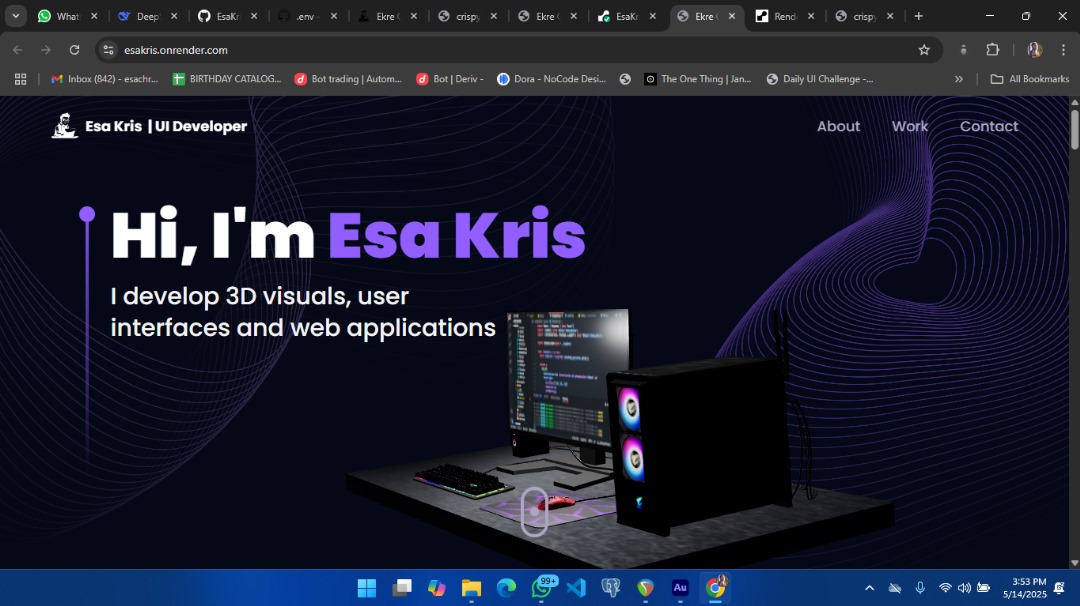 What
Deep
EsaKri
.env
Ekre
crispy
Ekre
EsaKr
Ekre
Rend
crisp
esakris.onrender.com
Inbox (842) - esachr...
BIRTHDAY CATALOG...
Bot trading | Autom...
Bot | Deriv -
Dora - NoCode Desi...
The One Thing | Jan...
Daily UI Challenge -...
»
All Bookmarks
Esa Kris | UI Developer
About
Work
Contact
Hi, I'm Esa Kris
I develop 3D visuals, user
interfaces and web applications
99+
Au
3:53 PM
5/14/2025